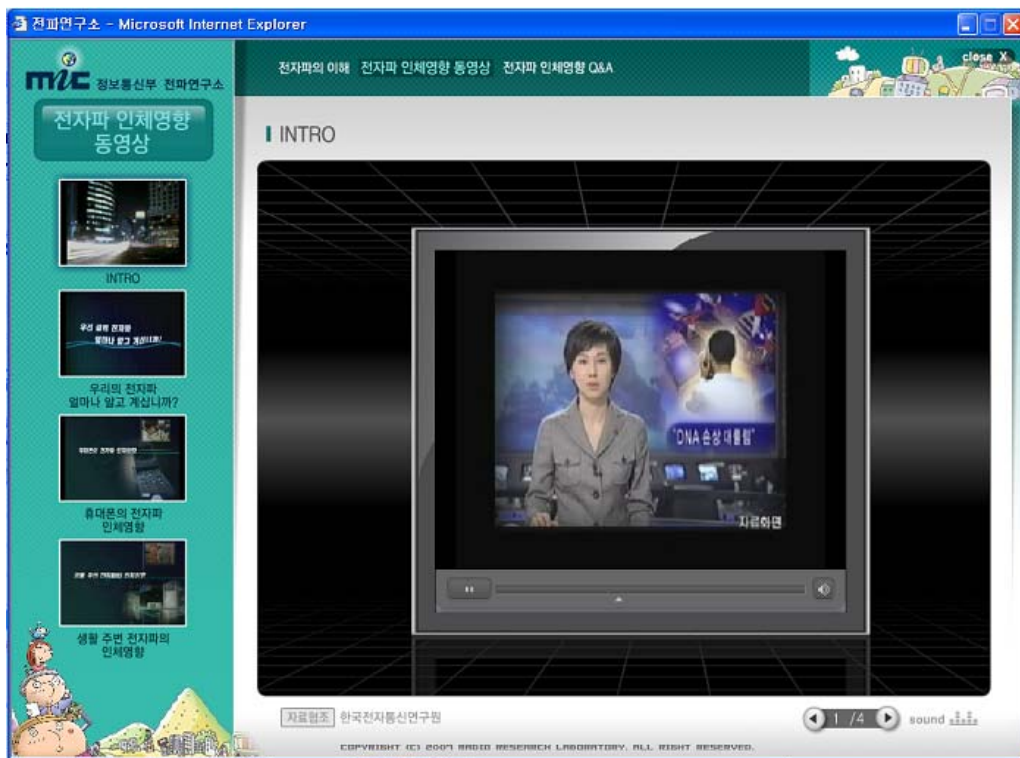 전파연구소 - Microsoft Internet Explorer
mic 정보통신부 전파연구소
전자파의 이해 전자파 인체영향 동영상 전자파 인체영향 Q&A
close X
전자파 인체영향
동영상
INTRO
우리의 전자파
얼마나 알고 계십니까?
휴대폰의 전자파
인체영향
생활 주변 전자파의
인체영향
INTRO
"DNA 손상 대물림"
자료화면
자료협조 한국전자통신연구원
1 /4
sound
COPYRIGHT (C) 2007 RADIO RESEARCH LABORATORY. ALL RIGHT RESERVED.